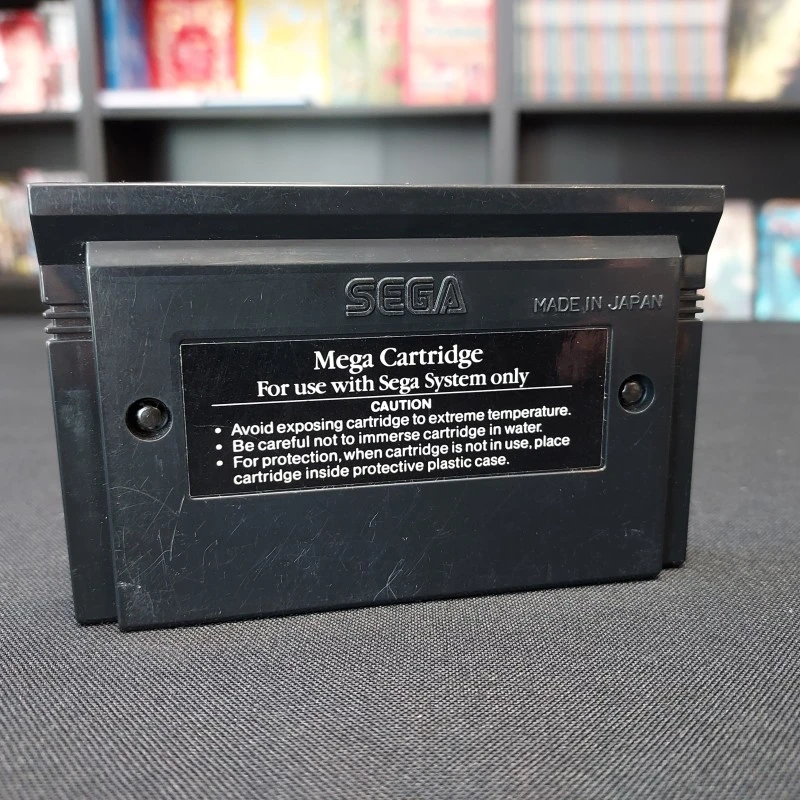 SEGA
MADE IN JAPAN
Mega Cartridge
For use with Sega System only
CAUTION
• Avoid exposing cartridge to extreme temperature.
• Be careful not to immerse cartridge in water.
• For protection, when cartridge is not in use, place
cartridge inside protective plastic case.